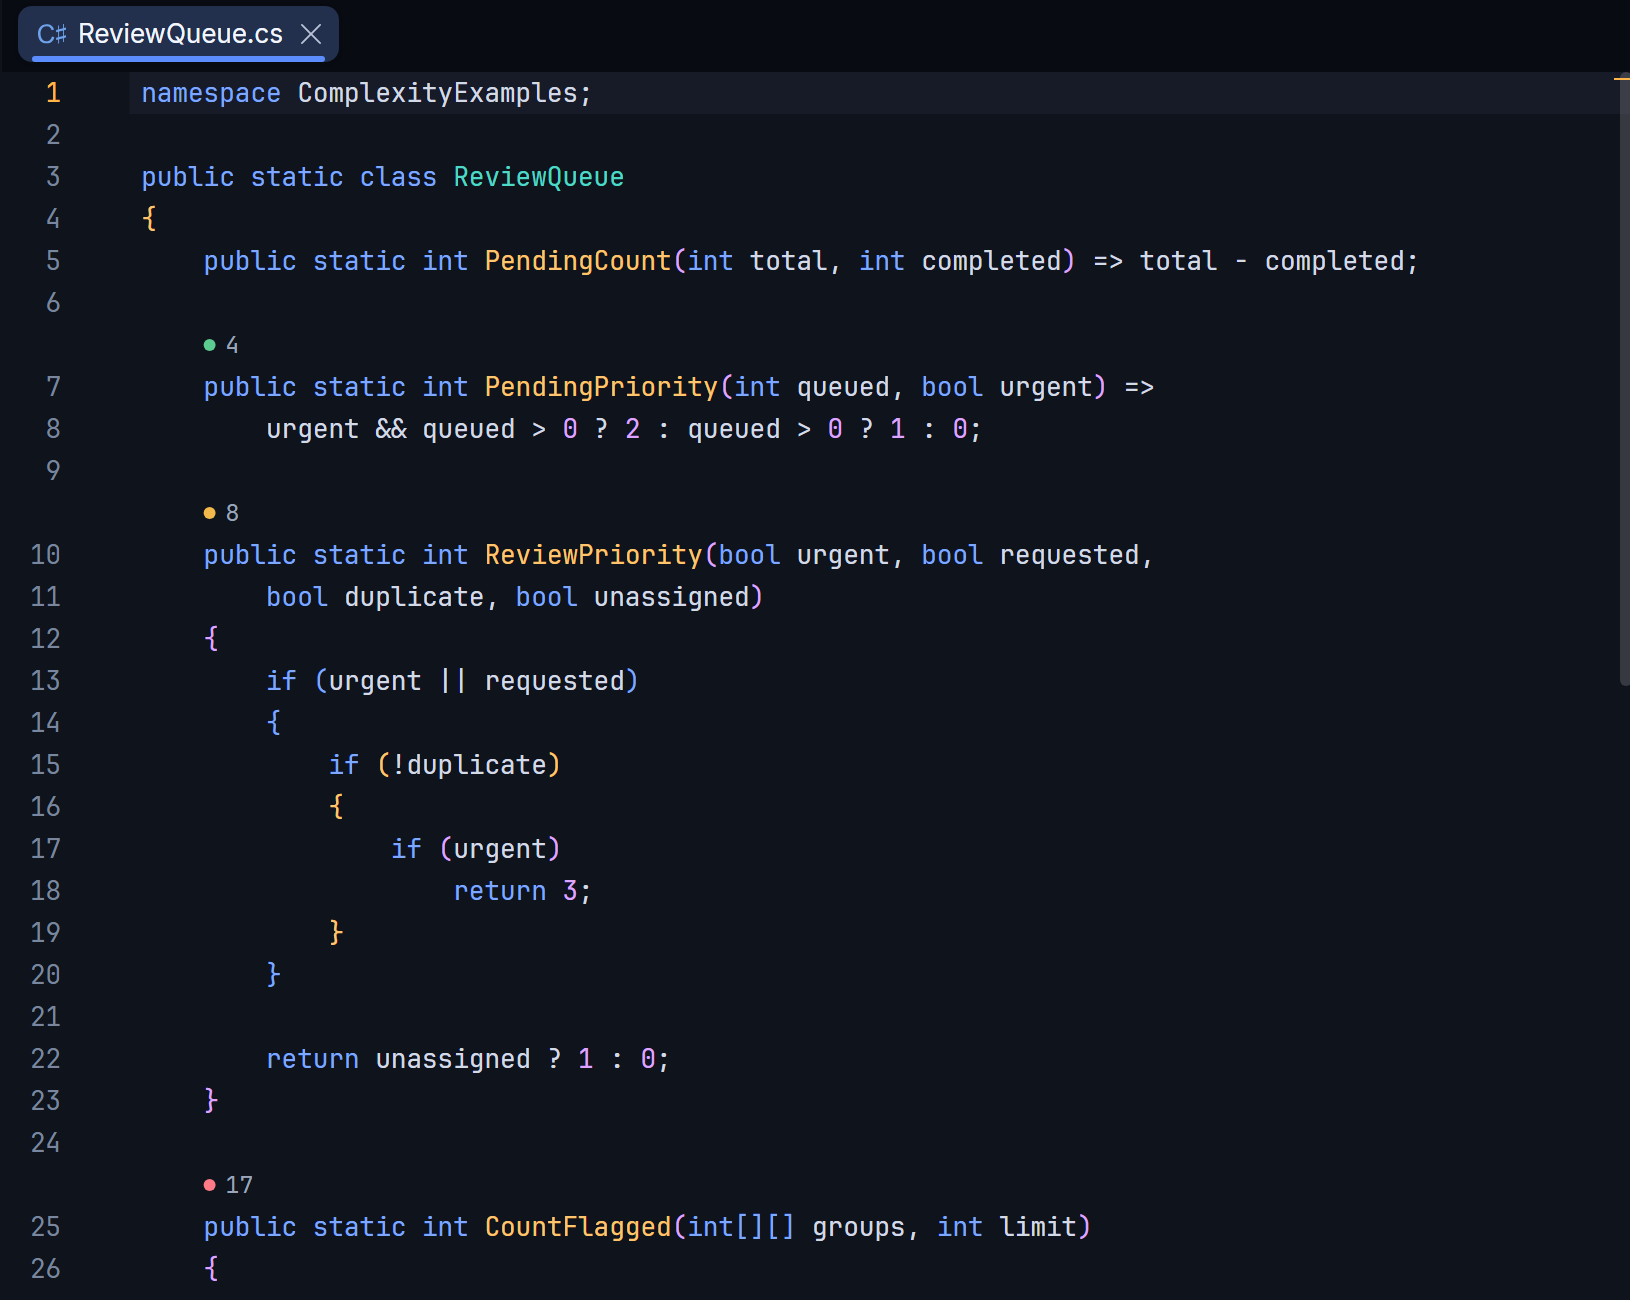 C# ReviewQueue.cs
1 namespace ComplexityExamples;
2
3 public static class ReviewQueue
4 {
5     public static int PendingCount(int total, int completed) => total - completed;
6
4
7     public static int PendingPriority(int queued, bool urgent) =>
8         urgent && queued > 0 ? 2 : queued > 0 ? 1 : 0;
9
8
10     public static int ReviewPriority(bool urgent, bool requested,
11         bool duplicate, bool unassigned)
12     {
13         if (urgent || requested)
14         {
15             if (!duplicate)
16             {
17                 if (urgent)
18                     return 3;
19             }
20         }
21
22         return unassigned ? 1 : 0;
23     }
24
17
25     public static int CountFlagged(int[][] groups, int limit)
26     {